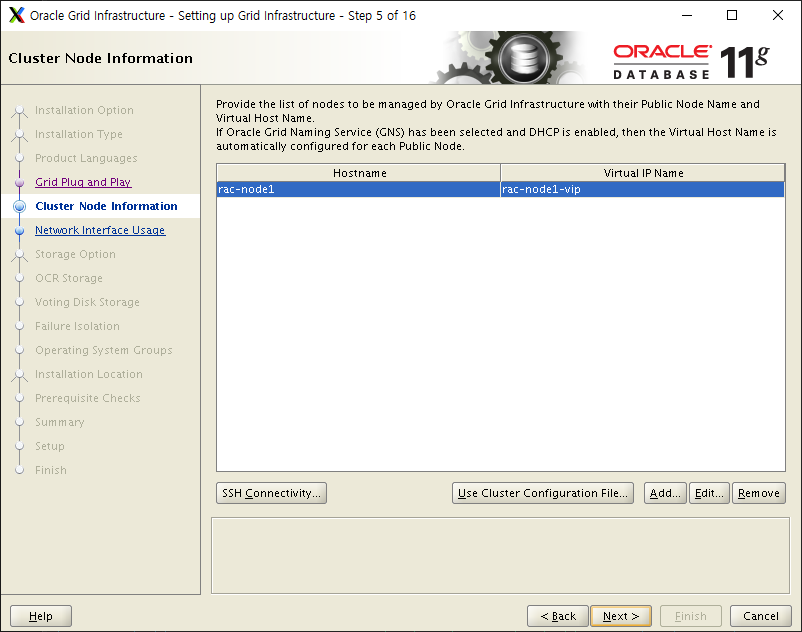 Oracle Grid Infrastructure - Setting up Grid Infrastructure - Step 5 of 16
Cluster Node Information
ORACLE
DATABASE
11g
Installation Option
Installation Type
Product Languages
Grid Plug and Play
Cluster Node Information
Network Interface Usage
Storage Option
OCR Storage
Voting Disk Storage
Failure Isolation
Operating System Groups
Installation Location
Prerequisite Checks
Summary
Setup
Finish
Provide the list of nodes to be managed by Oracle Grid Infrastructure with their Public Node Name and
Virtual Host Name.
If Oracle Grid Naming Service (GNS) has been selected and DHCP is enabled, then the Virtual Host Name is
automatically configured for each Public Node.
Hostname Virtual IP Name
rac-node1 rac-node1-vip
SSH Connectivity... Use Cluster Configuration File... Add... Edit... Remove
Help < Back Next > Finish Cancel